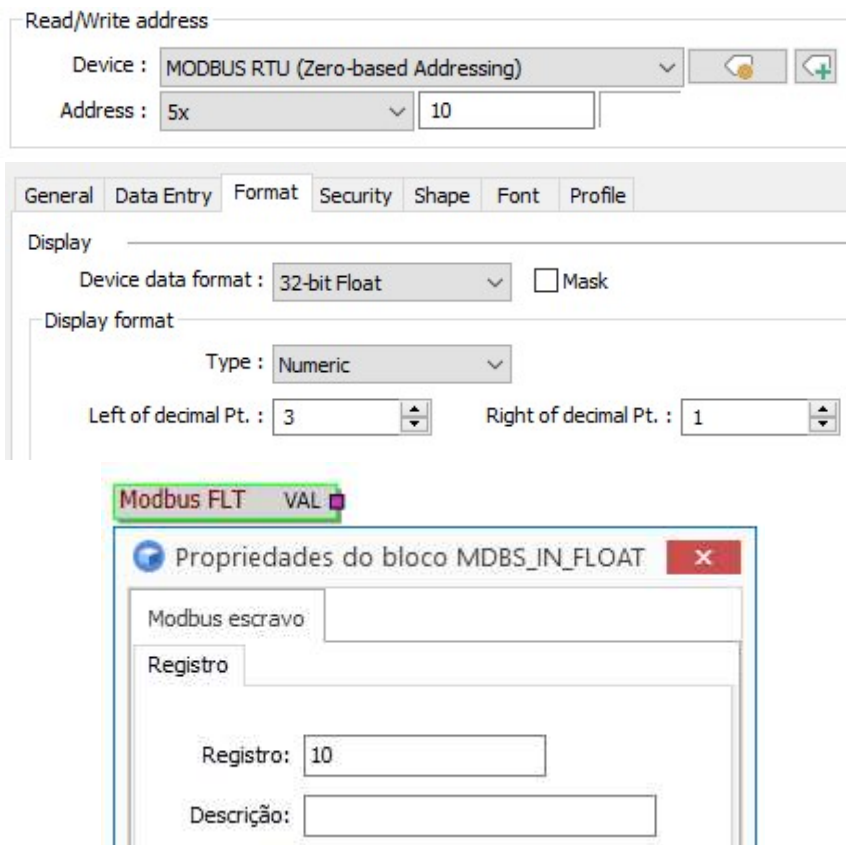 Read/Write address
Device : MODBUS RTU (Zero-based Addressing)
Address : 5x 10
General Data Entry Format Security Shape Font Profile
Display
Device data format : 32-bit Float Mask
Display format
Type : Numeric
Left of decimal Pt. : 3 Right of decimal Pt. : 1
Modbus FLT VAL
Propriedades do bloco MDBS_IN_FLOAT
Modbus escravo
Registro
Registro: 10
Descrição: